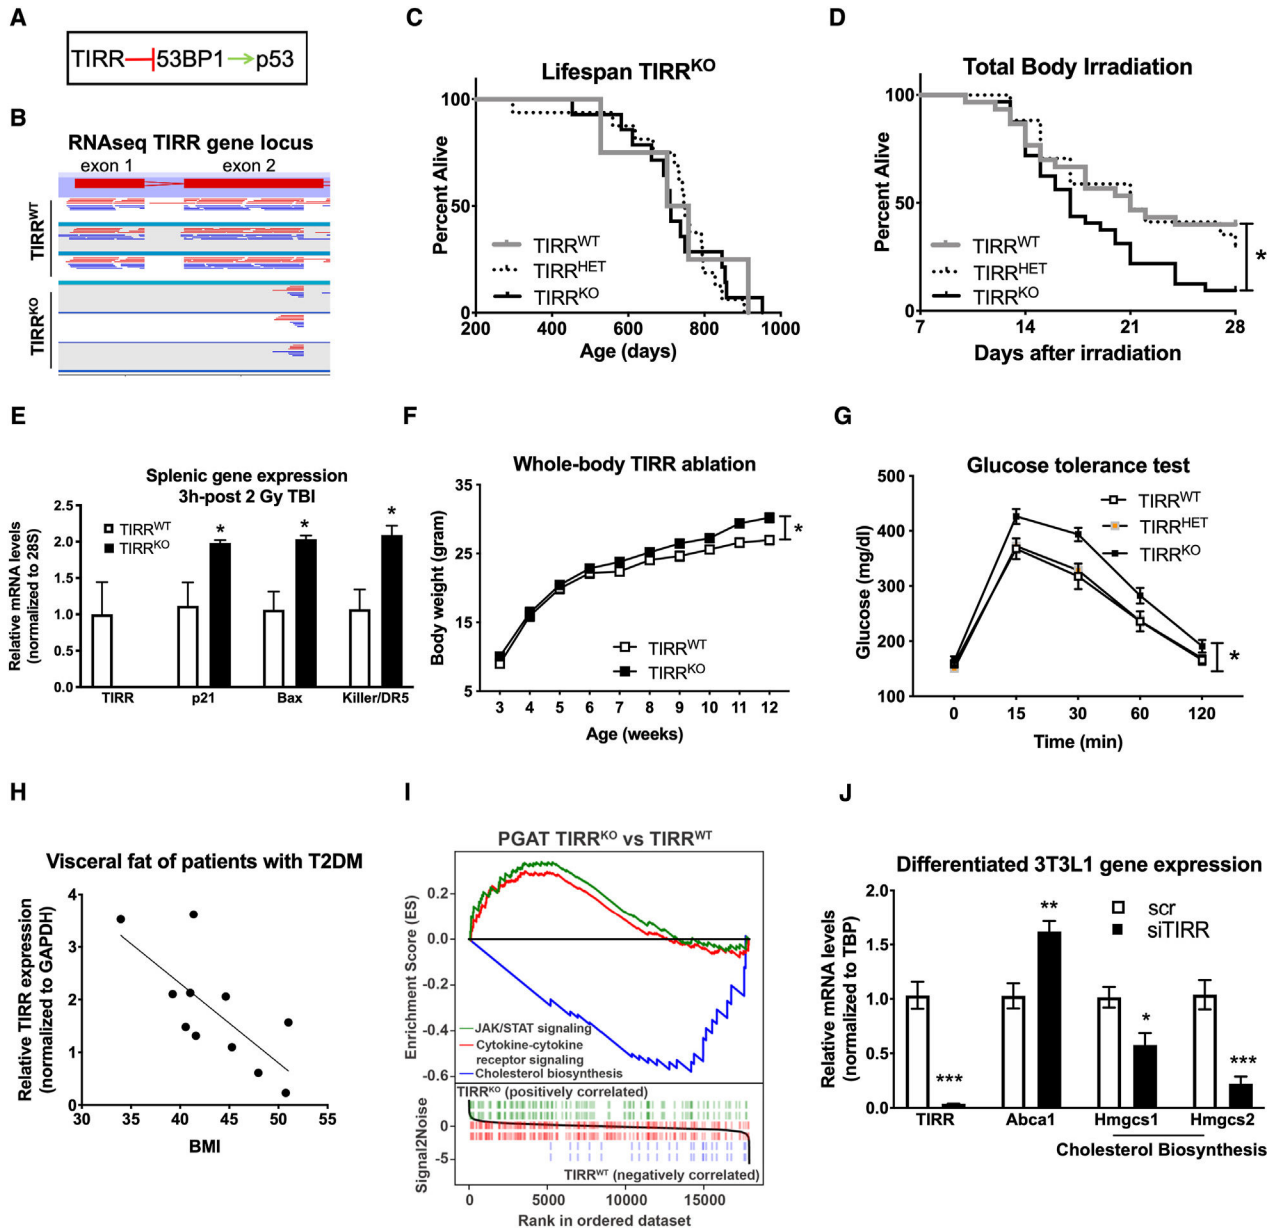 A
TIRR 53BP1 p53
B
RNAseq TIRR gene locus
exon 1 exon 2
TIRRWT
TIRRKO
C
Lifespan TIRRKO
Percent Alive
100
50
0
TIRRWT
TIRRHET
TIRRKO
200 400 600 800 1000
Age (days)
D
Total Body Irradiation
Percent Alive
100
50
0
TIRRWT
TIRRHET
TIRRKO
*
7 14 21 28
Days after irradiation
E
Splenic gene expression
3h-post 2 Gy TBI
Relative mRNA levels
(normalized to 28S)
2.5
2.0
1.5
1.0
0.5
0.0
TIRRWT
TIRRKO
* * *
TIRR p21 Bax Killer/DR5
F
Whole-body TIRR ablation
Body weight (gram)
35
25
15
5
*
TIRRWT
TIRRKO
3 4 5 6 7 8 9 10 11 12
Age (weeks)
G
Glucose tolerance test
Glucose (mg/dl)
500
400
300
200
100
TIRRWT
TIRRHET
TIRRKO
*
0 15 30 60 120
Time (min)
H
Visceral fat of patients with T2DM
Relative TIRR expression
(normalized to GAPDH)
4
3
2
1
0
30 35 40 45 50 55
BMI
I
PGAT TIRRKO vs TIRRWT
Enrichment Score (ES)
0.2
0.0
-0.2
-0.4
-0.6
JAK/STAT signaling
Cytokine-cytokine
receptor signaling
Cholesterol biosynthesis
TIRRKO (positively correlated)
Signal2Noise
0
-5
TIRRWT (negatively correlated)
0 5000 10000 15000
Rank in ordered dataset
J
Differentiated 3T3L1 gene expression
Relative mRNA levels
(normalized to TBP)
2.0
1.5
1.0
0.5
0.0
scr
siTIRR
*** ** * ***
TIRR Abca1 Hmgcs1 Hmgcs2
Cholesterol Biosynthesis